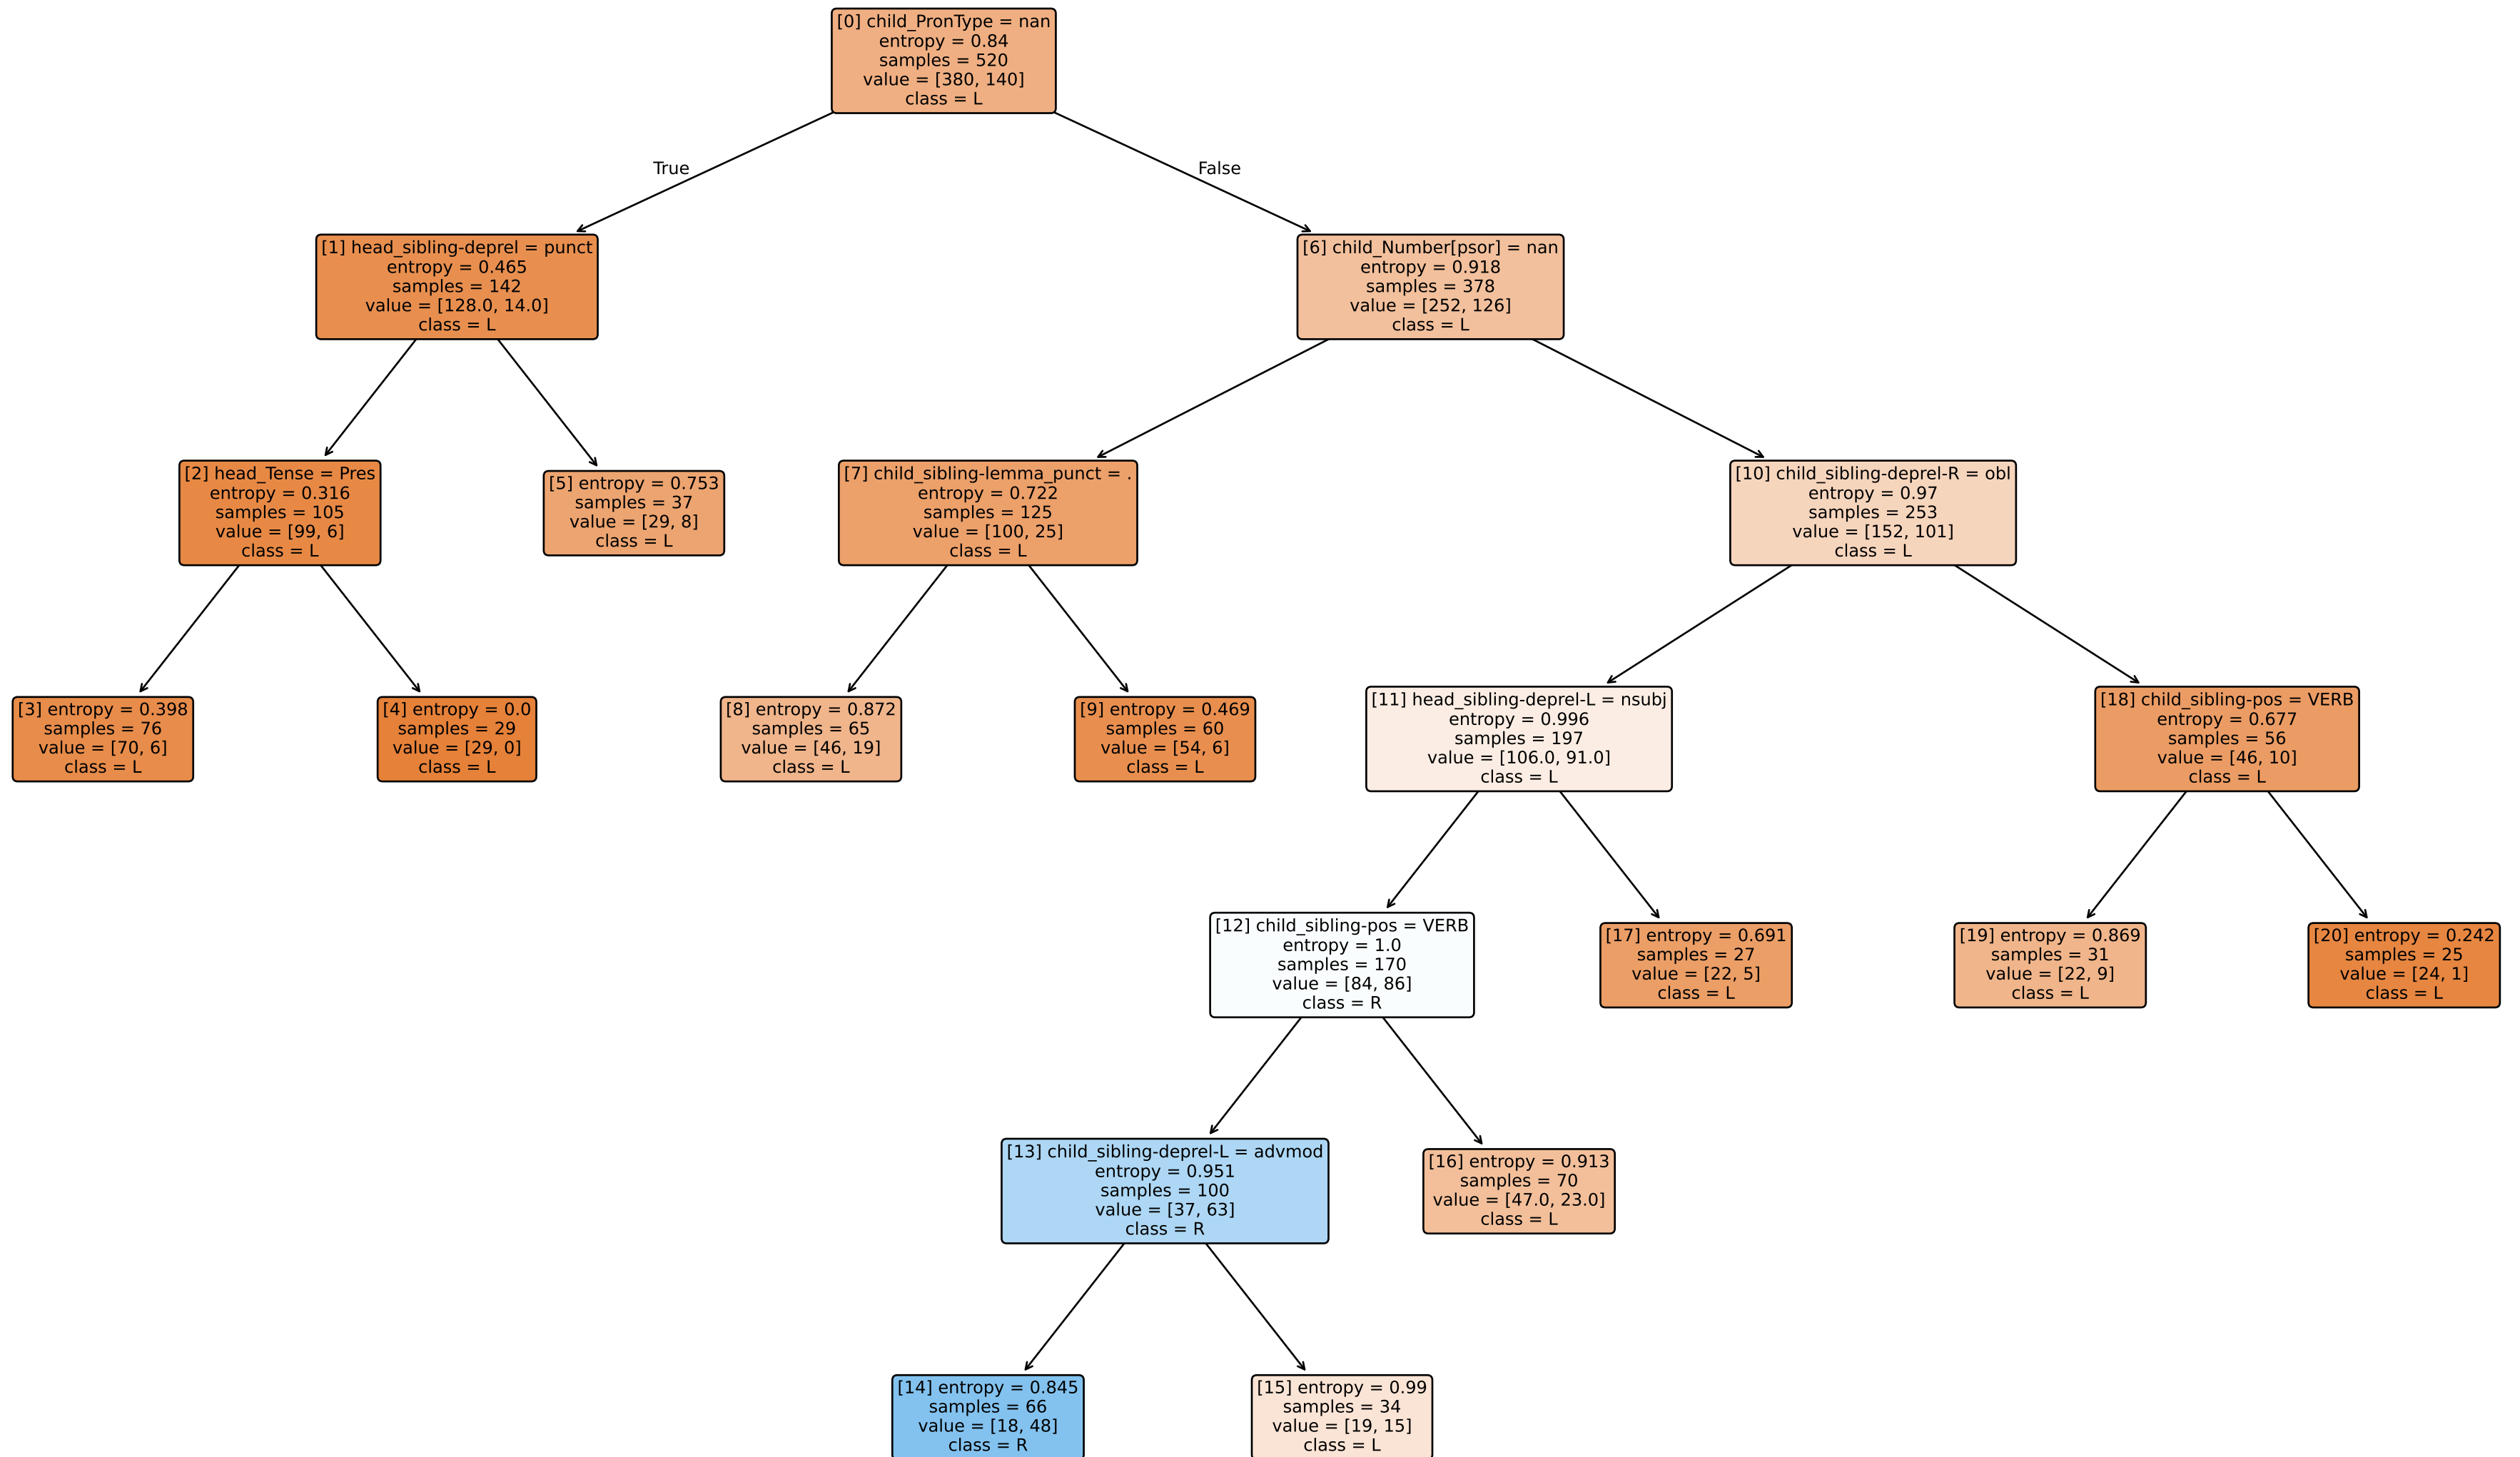 [0] child_PronType = nan
entropy = 0.84
samples = 520
value = [380, 140]
class = L
True
False
[1] head_sibling-deprel = punct
entropy = 0.465
samples = 142
value = [128.0, 14.0]
class = L
[6] child_Number[psor] = nan
entropy = 0.918
samples = 378
value = [252, 126]
class = L
[2] head_Tense = Pres
entropy = 0.316
samples = 105
value = [99, 6]
class = L
[5] entropy = 0.753
samples = 37
value = [29, 8]
class = L
[7] child_sibling-lemma_punct = .
entropy = 0.722
samples = 125
value = [100, 25]
class = L
[10] child_sibling-deprel-R = obl
entropy = 0.97
samples = 253
value = [152, 101]
class = L
[3] entropy = 0.398
samples = 76
value = [70, 6]
class = L
[4] entropy = 0.0
samples = 29
value = [29, 0]
class = L
[8] entropy = 0.872
samples = 65
value = [46, 19]
class = L
[9] entropy = 0.469
samples = 60
value = [54, 6]
class = L
[11] head_sibling-deprel-L = nsubj
entropy = 0.996
samples = 197
value = [106.0, 91.0]
class = L
[18] child_sibling-pos = VERB
entropy = 0.677
samples = 56
value = [46, 10]
class = L
[12] child_sibling-pos = VERB
entropy = 1.0
samples = 170
value = [84, 86]
class = R
[17] entropy = 0.691
samples = 27
value = [22, 5]
class = L
[19] entropy = 0.869
samples = 31
value = [22, 9]
class = L
[20] entropy = 0.242
samples = 25
value = [24, 1]
class = L
[13] child_sibling-deprel-L = advmod
entropy = 0.951
samples = 100
value = [37, 63]
class = R
[16] entropy = 0.913
samples = 70
value = [47.0, 23.0]
class = L
[14] entropy = 0.845
samples = 66
value = [18, 48]
class = R
[15] entropy = 0.99
samples = 34
value = [19, 15]
class = L